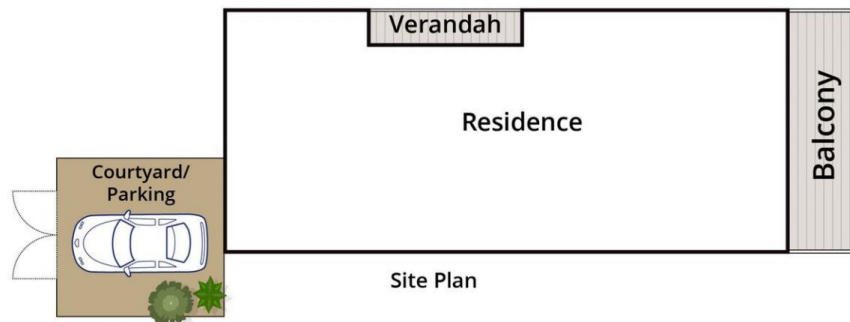 Verandah
Residence
Balcony
Courtyard/
Parking
Site Plan